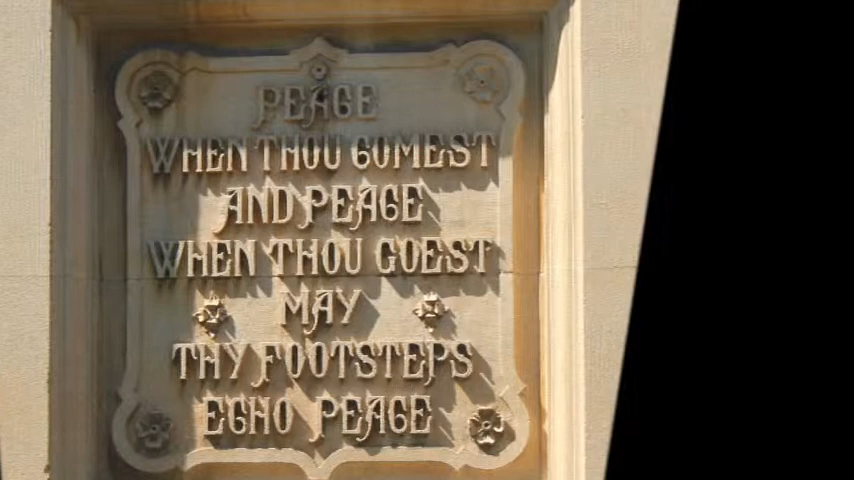 PEACE
WHEN THOU COMEST
AND PEACE
WHEN THOU GOEST
MAY
THY FOOTSTEPS
ECHO PEACE